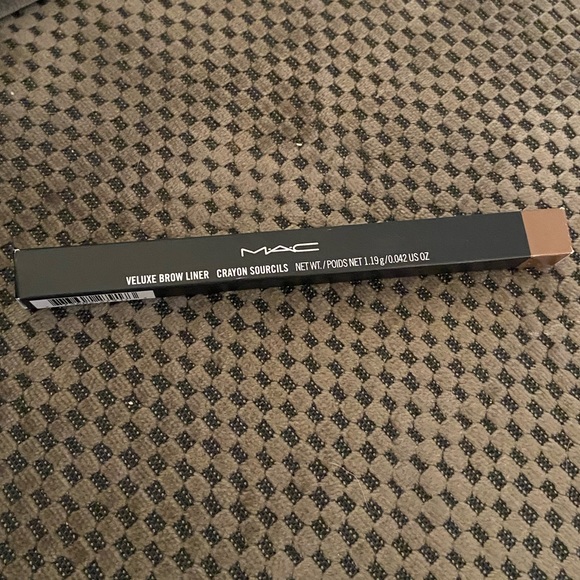 MAC
VELUXE BROW LINER CRAYON SOURCILS NET WT. / POIDS NET 1.19 g / 0.042 US OZ